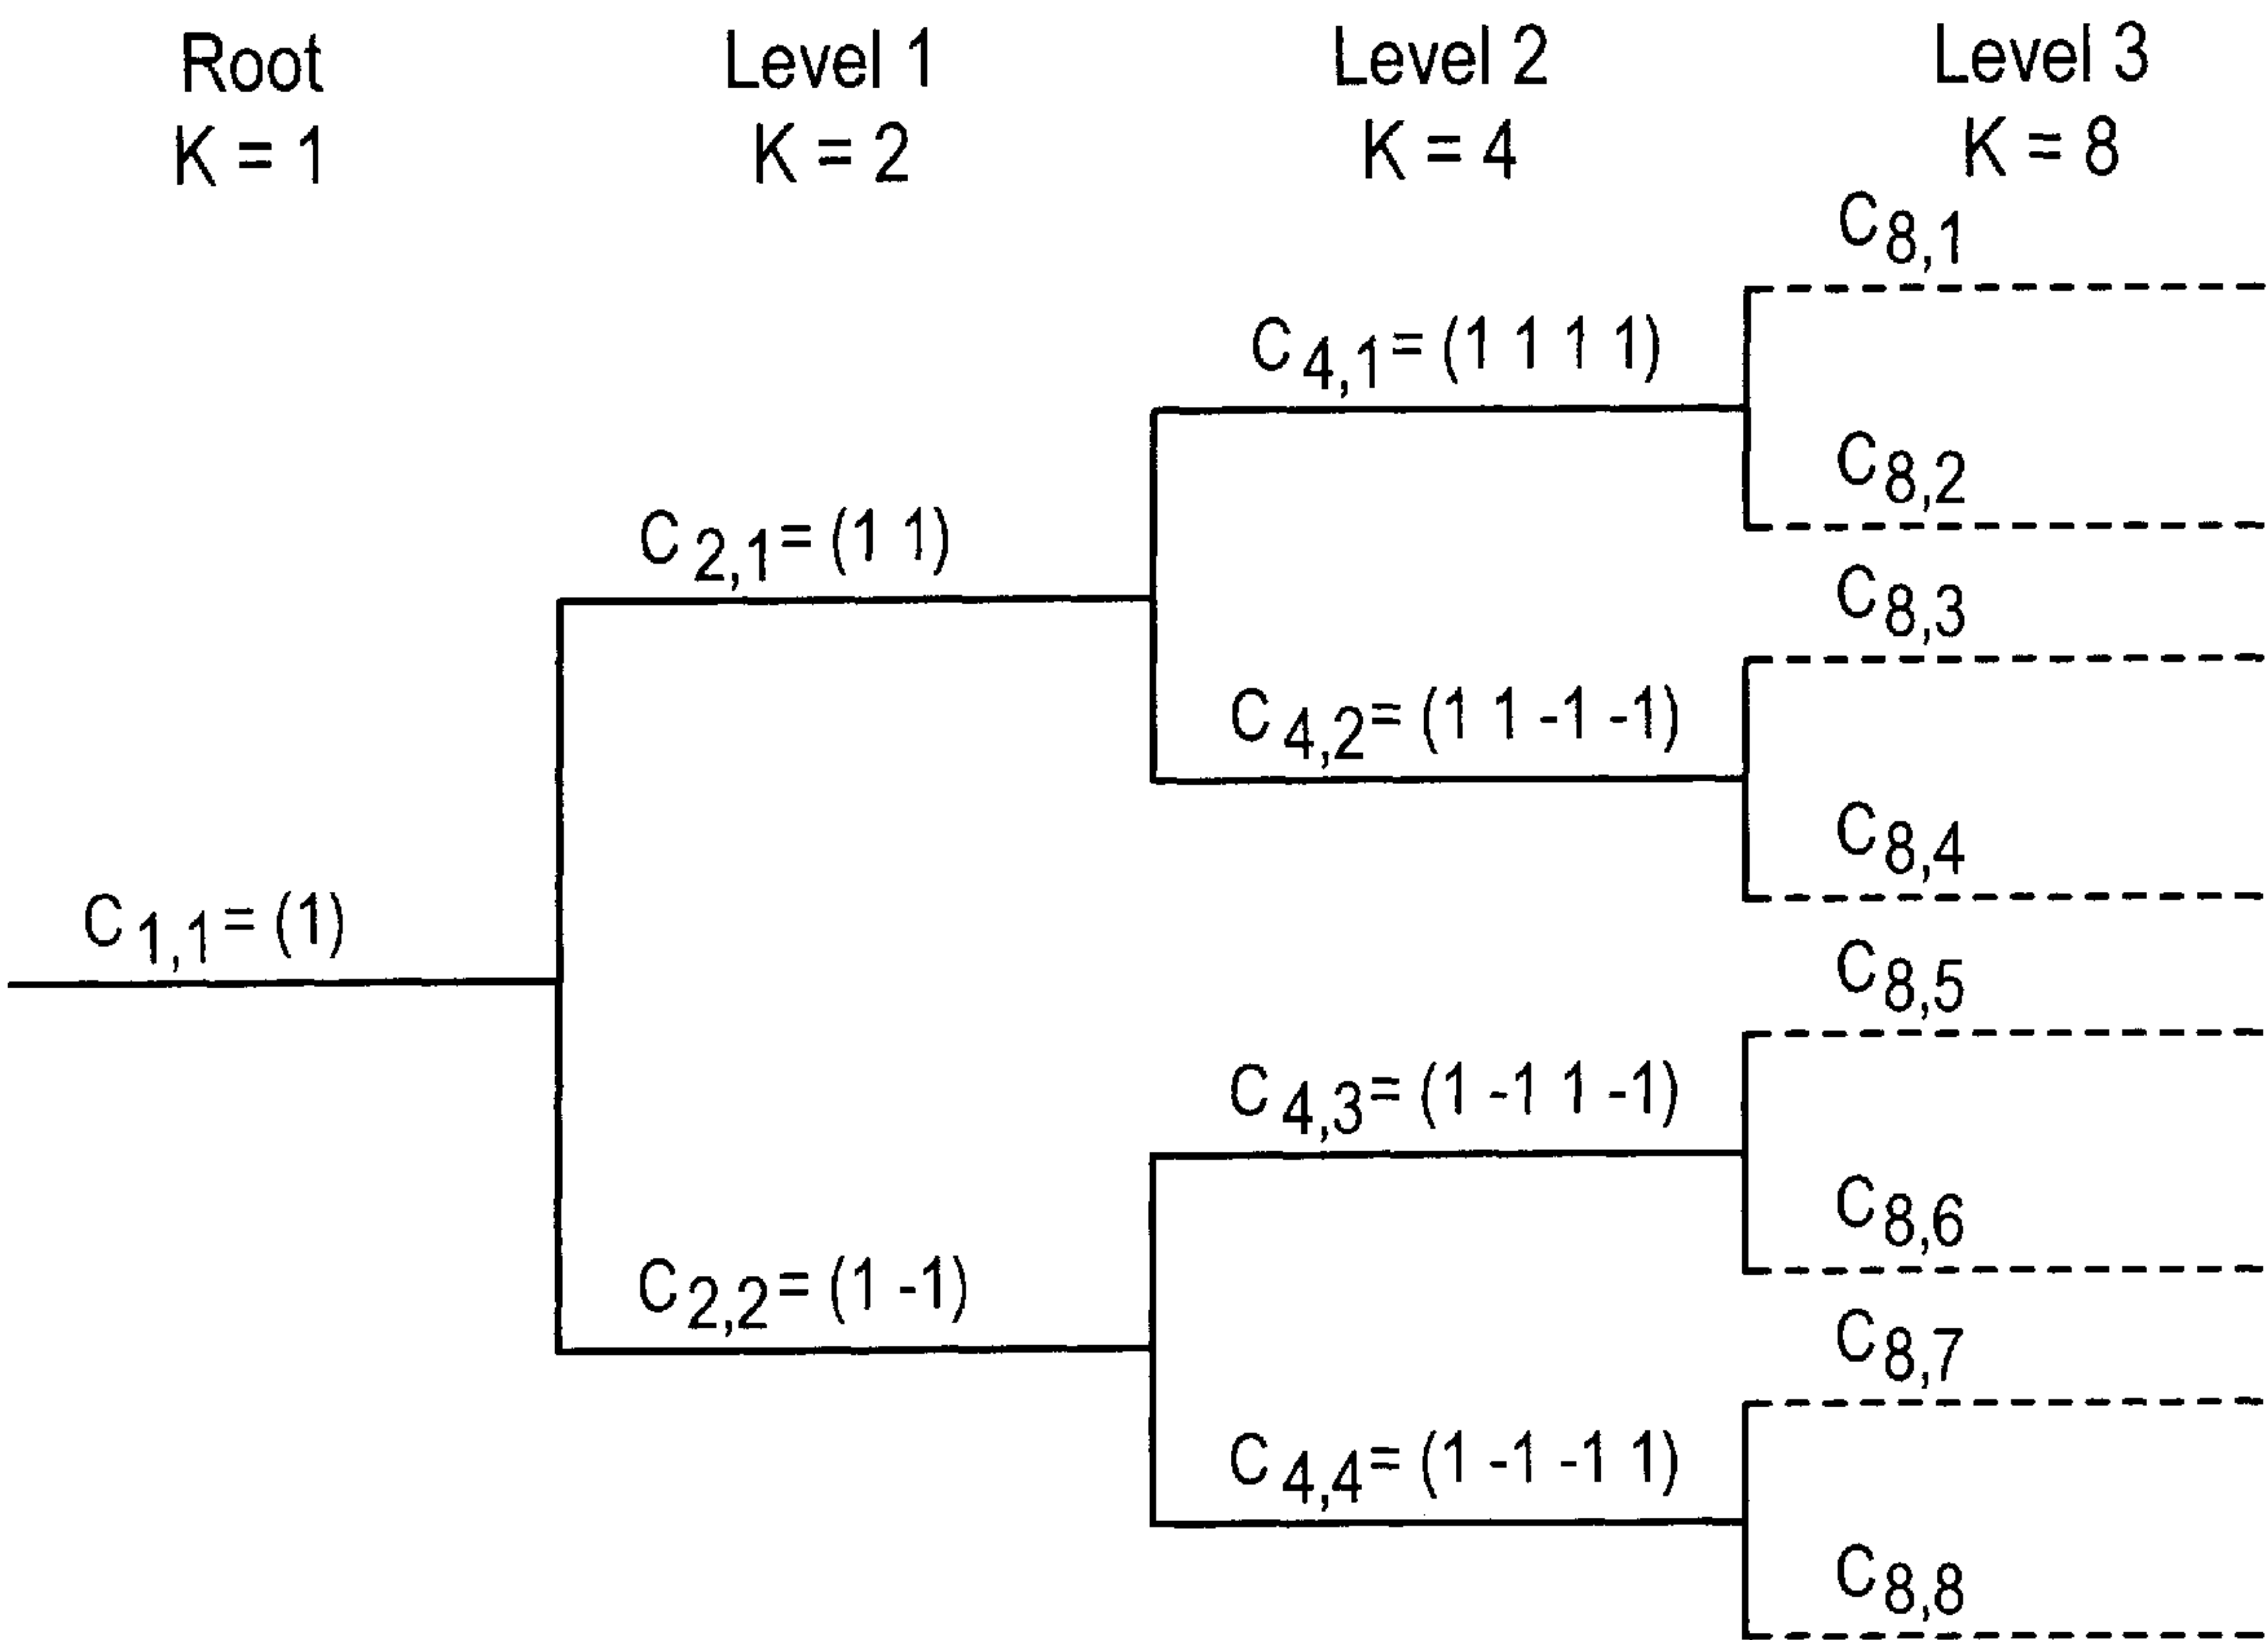 Root Level 1 Level 2 Level 3
K = 1 K = 2 K = 4 K = 8
C8,1
C4,1 = (1 1 1 1)
C8,2
C2,1 = (1 1)
C8,3
C4,2 = (1 1 -1 -1)
C8,4
C1,1 = (1)
C8,5
C4,3 = (1 -1 1 -1)
C8,6
C2,2 = (1 -1)
C8,7
C4,4 = (1 -1 -1 1)
C8,8